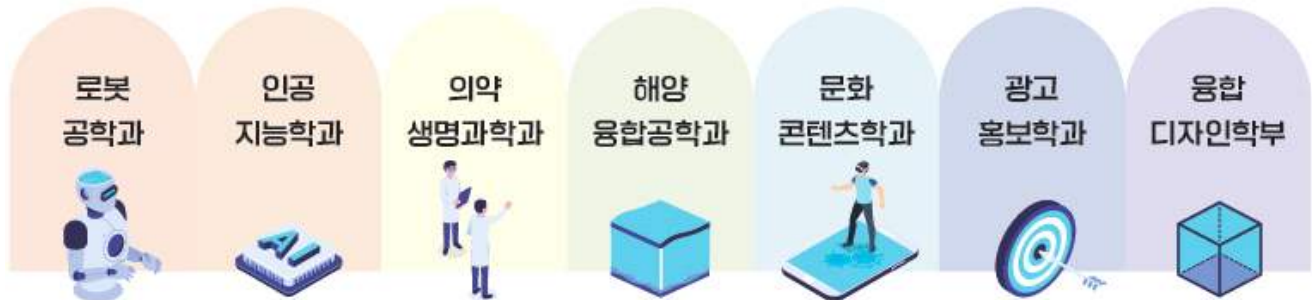 로봇
공학과
인공
지능학과
의약
생명과학과
해양
융합공학과
문화
콘텐츠학과
광고
홍보학과
융합
디자인학부
AI